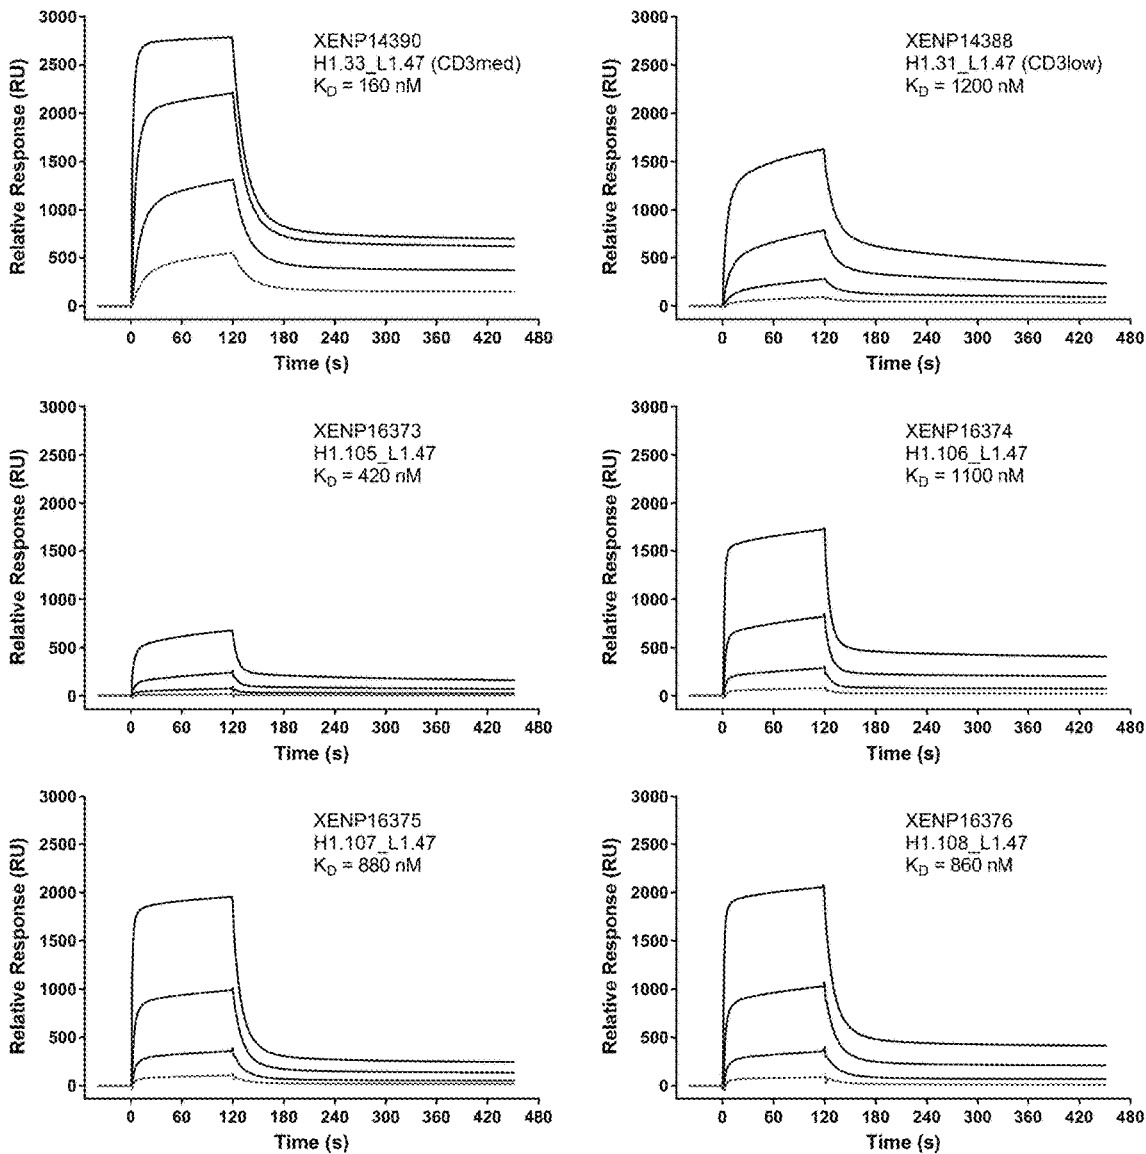 3000
2500
2000
1500
1000
500
0
Relative Response (RU)
XENP14390
H1.33_L1.47 (CD3med)
K_D = 160 nM
0 60 120 180 240 300 360 420 480
Time (s)
3000
2500
2000
1500
1000
500
0
Relative Response (RU)
XENP14388
H1.31_L1.47 (CD3low)
K_D = 1200 nM
0 60 120 180 240 300 360 420 480
Time (s)
3000
2500
2000
1500
1000
500
0
Relative Response (RU)
XENP16373
H1.105_L1.47
K_D = 420 nM
0 60 120 180 240 300 360 420 480
Time (s)
3000
2500
2000
1500
1000
500
0
Relative Response (RU)
XENP16374
H1.106_L1.47
K_D = 1100 nM
0 60 120 180 240 300 360 420 480
Time (s)
3000
2500
2000
1500
1000
500
0
Relative Response (RU)
XENP16375
H1.107_L1.47
K_D = 880 nM
0 60 120 180 240 300 360 420 480
Time (s)
3000
2500
2000
1500
1000
500
0
Relative Response (RU)
XENP16376
H1.108_L1.47
K_D = 860 nM
0 60 120 180 240 300 360 420 480
Time (s)